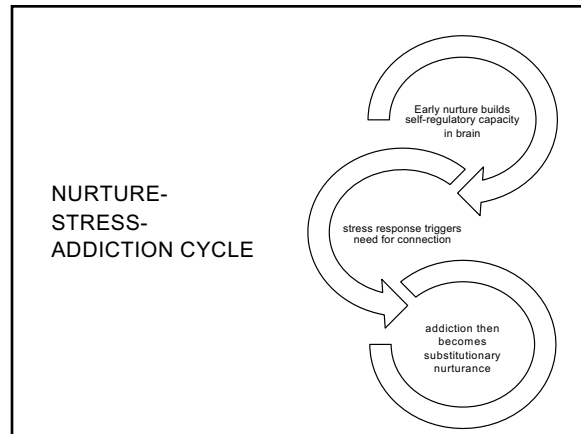 NURTURE-
STRESS-
ADDICTION CYCLE
Early nurture builds
self-regulatory capacity
in brain
stress response triggers
need for connection
addiction then
becomes
substitutionary
nurturance